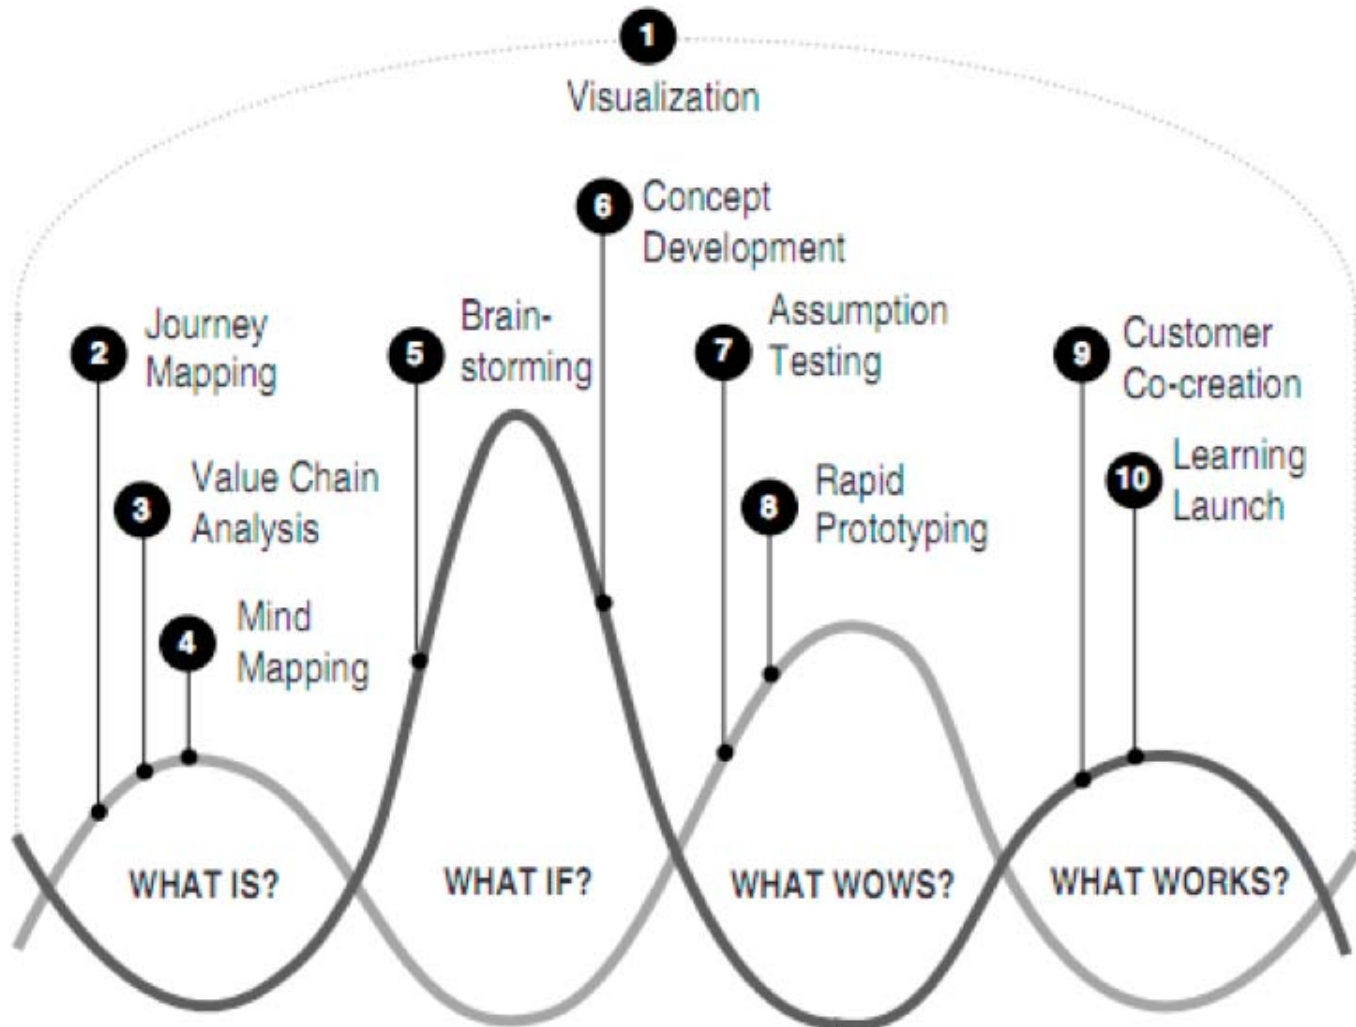 1
Visualization
6
Concept
Development
2
Journey
Mapping
5
Brain-
storming
7
Assumption
Testing
9
Customer
Co-creation
3
Value Chain
Analysis
8
Rapid
Prototyping
10
Learning
Launch
4
Mind
Mapping
WHAT IS?
WHAT IF?
WHAT WOWS?
WHAT WORKS?